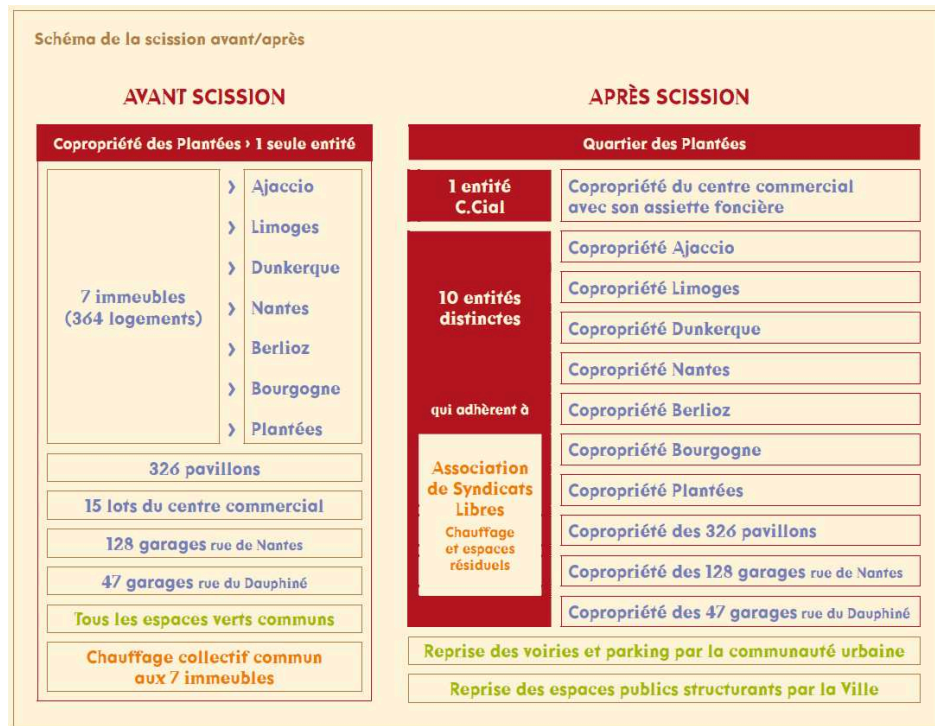 Schéma de la scission avant/après
AVANT SCISSION
Copropriété des Plantées › 1 seule entité
7 immeubles
(364 logements)
› Ajaccio
› Limoges
› Dunkerque
› Nantes
› Berlioz
› Bourgogne
› Plantées
326 pavillons
15 lots du centre commercial
128 garages rue de Nantes
47 garages rue du Dauphiné
Tous les espaces verts communs
Chauffage collectif commun
aux 7 immeubles
APRÈS SCISSION
Quartier des Plantées
1 entité
C.Cial
Copropriété du centre commercial
avec son assiette foncière
10 entités
distinctes
qui adhèrent à
Association
de Syndicats
Libres
Chauffage
et espaces
résiduels
Copropriété Ajaccio
Copropriété Limoges
Copropriété Dunkerque
Copropriété Nantes
Copropriété Berlioz
Copropriété Bourgogne
Copropriété Plantées
Copropriété des 326 pavillons
Copropriété des 128 garages rue de Nantes
Copropriété des 47 garages rue du Dauphiné
Reprise des voiries et parking par la communauté urbaine
Reprise des espaces publics structurants par la Ville